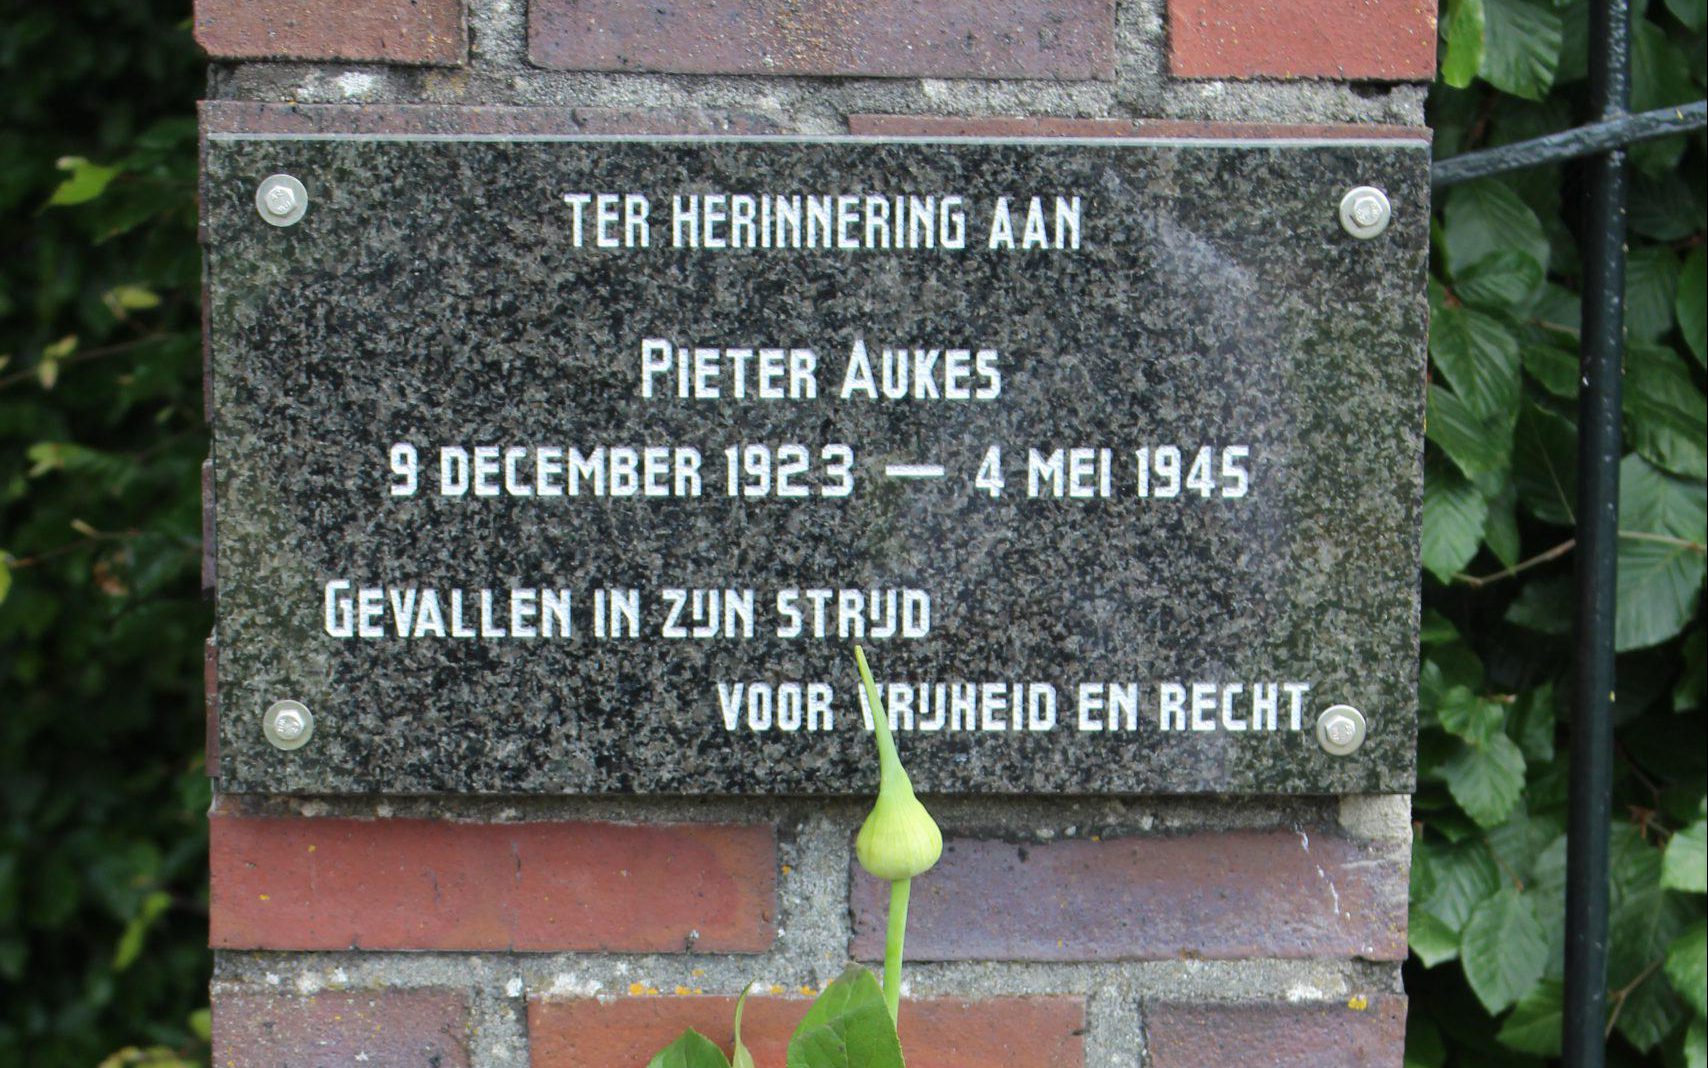 TER HERINNERING AAN
PIETER AUKES
9 DECEMBER 1923 — 4 MEI 1945
GEVALLEN IN ZIJN STRIJD
VOOR VRIJHEID EN RECHT